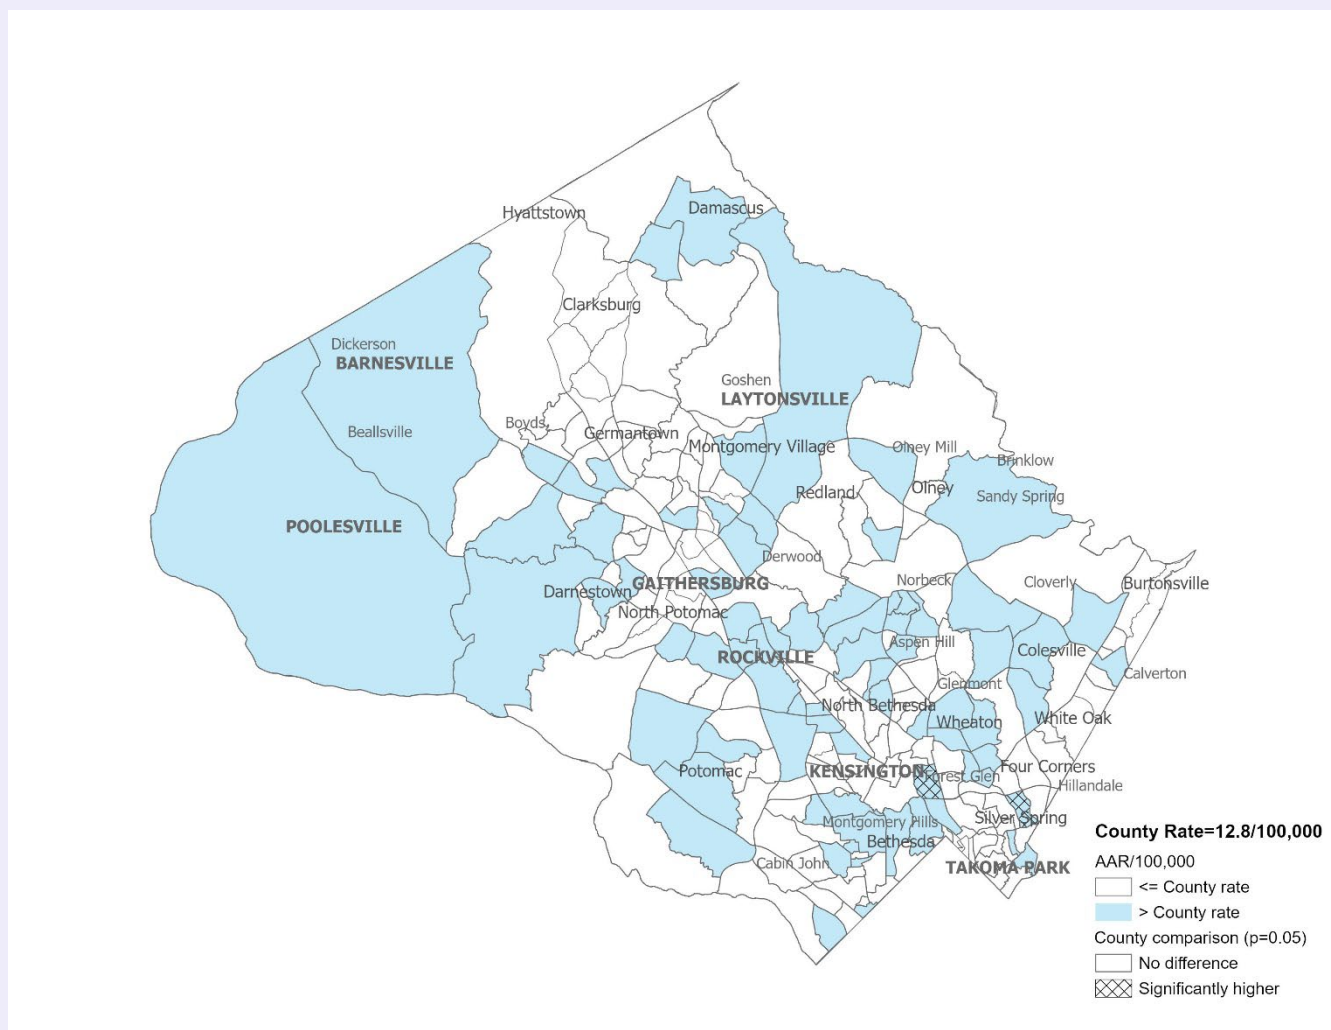 Damascus
Hyattstown
Clarksburg
Dickerson
BARNESVILLE
Goshen
LAYTONSVILLE
Boyds
Beallsville
Germantown
Montgomery Village
Olney Mill
Brinklow
Redland
Olney
Sandy Spring
POOLESVILLE
Derwood
GAITHERSBURG
Norbeck
Cloverly
Burtonsville
Darnestown
North Potomac
Aspen Hill
Colesville
ROCKVILLE
Calverton
Glenmont
North Bethesda
Wheaton
White Oak
Potomac
KENSINGTON
Forest Glen
Four Corners
Hillandale
Montgomery Hills
Silver Spring
Bethesda
Cabin John
TAKOMA PARK
County Rate=12.8/100,000
AAR/100,000
<= County rate
> County rate
County comparison (p=0.05)
No difference
Significantly higher